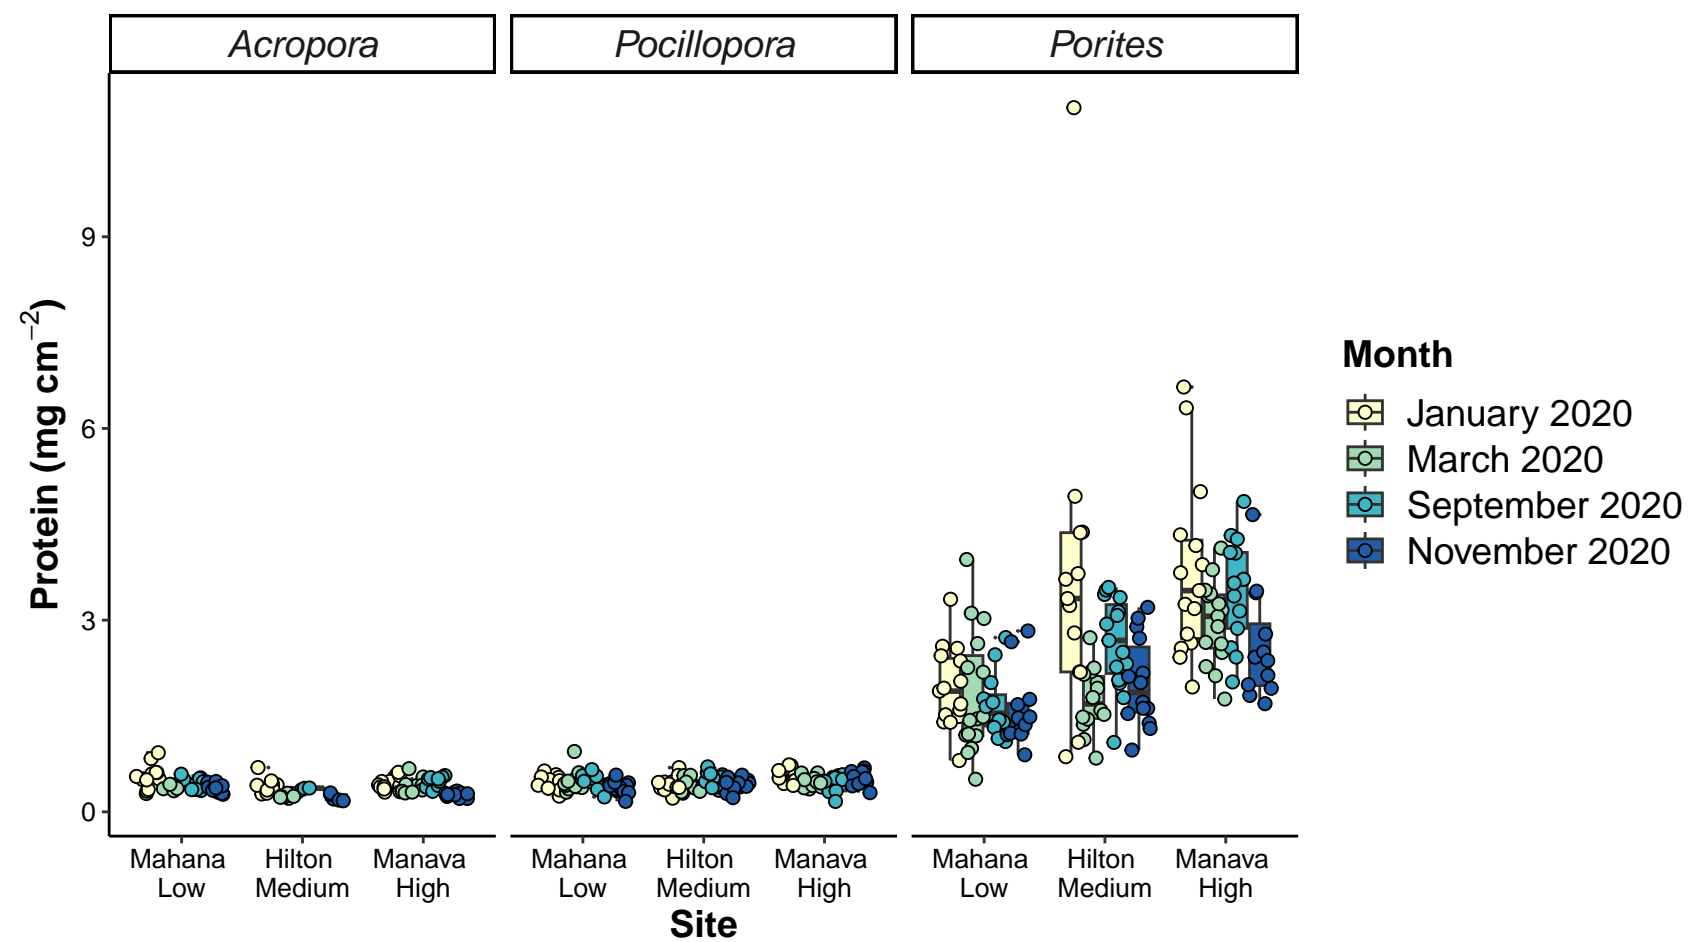 Acropora
Pocillopora
Porites
9
6
3
0
Protein (mg cm−2)
Mahana
Low
Hilton
Medium
Manava
High
Mahana
Low
Hilton
Medium
Manava
High
Mahana
Low
Hilton
Medium
Manava
High
Site
Month
January 2020
March 2020
September 2020
November 2020